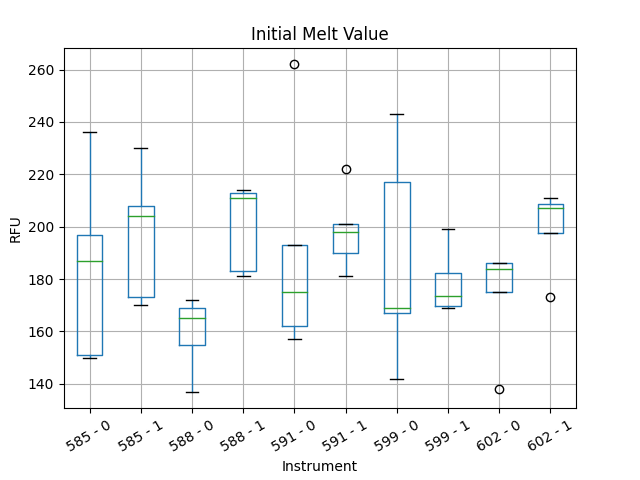 Initial Melt Value
RFU
260
240
220
200
180
160
140
585 - 0
585 - 1
588 - 0
588 - 1
591 - 0
591 - 1
599 - 0
599 - 1
602 - 0
602 - 1
Instrument